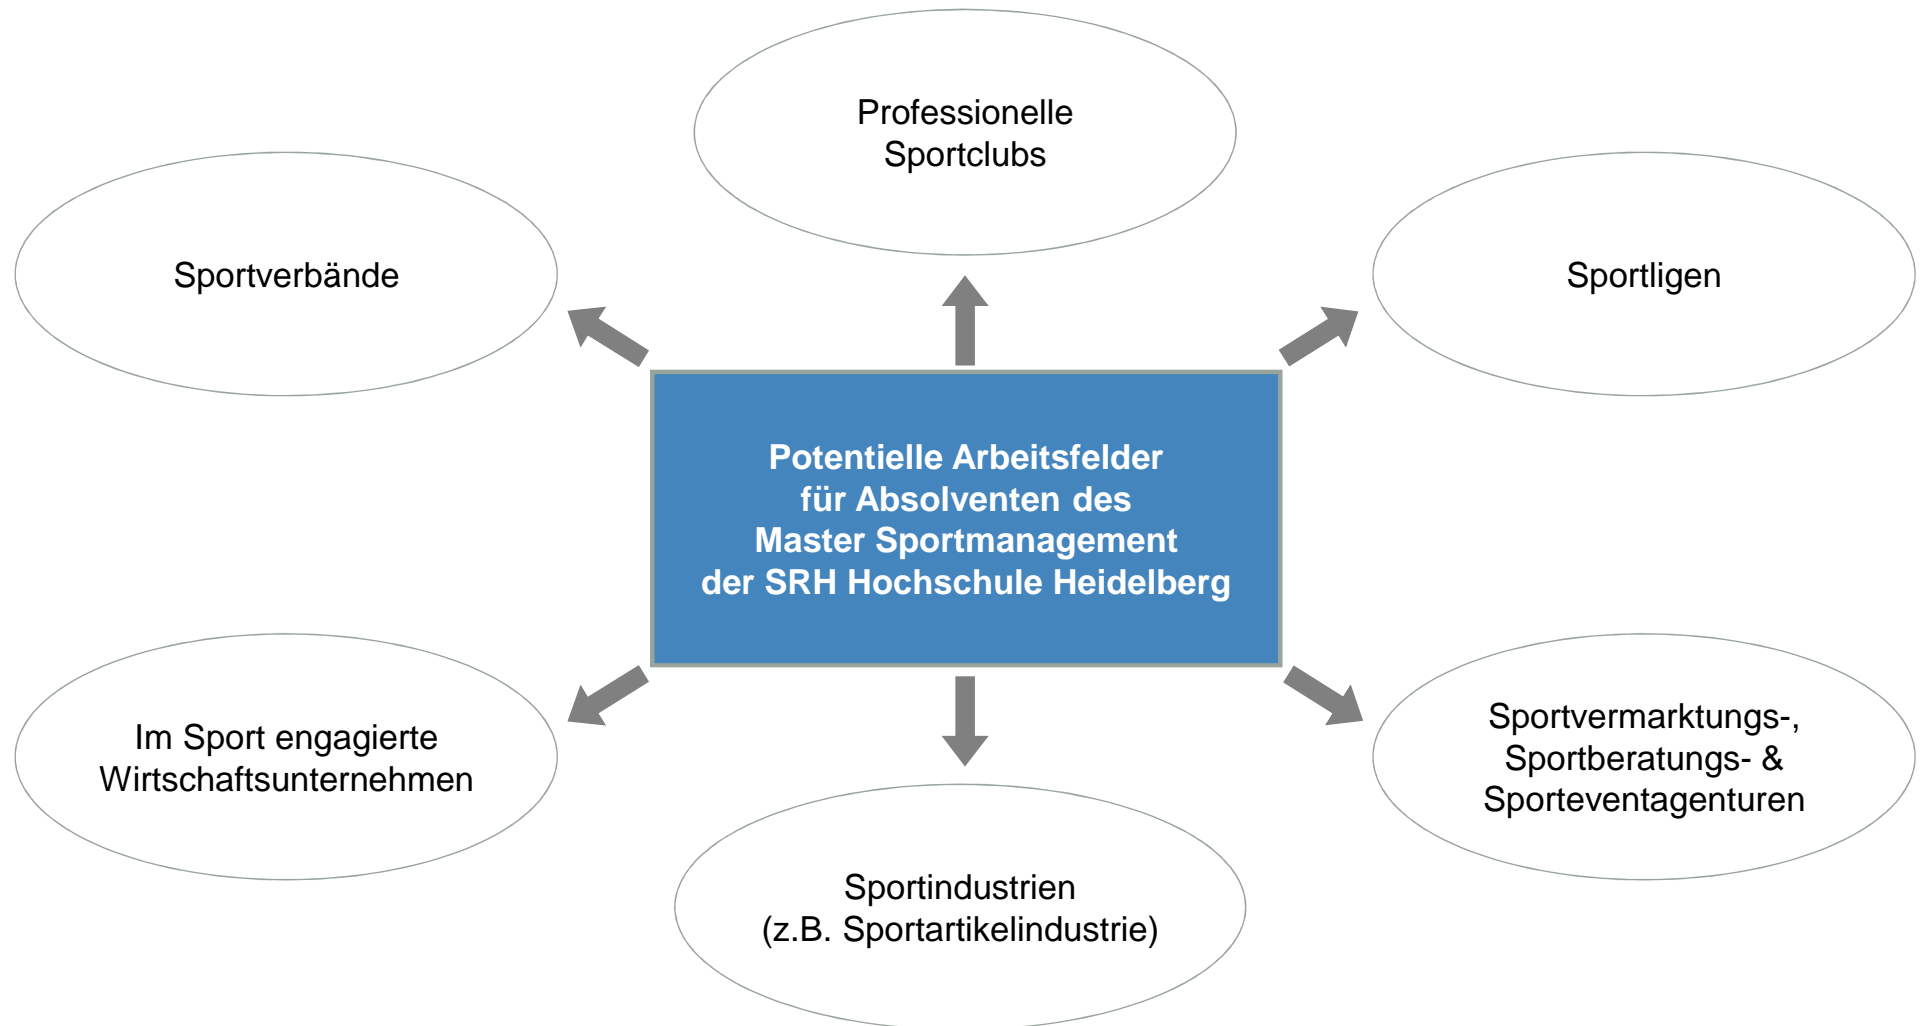 Professionelle
Sportclubs
Sportverbände
Sportligen
Potentielle Arbeitsfelder
für Absolventen des
Master Sportmanagement
der SRH Hochschule Heidelberg
Im Sport engagierte
Wirtschaftsunternehmen
Sportvermarktungs-,
Sportberatungs- &
Sporteventagenturen
Sportindustrien
(z.B. Sportartikelindustrie)